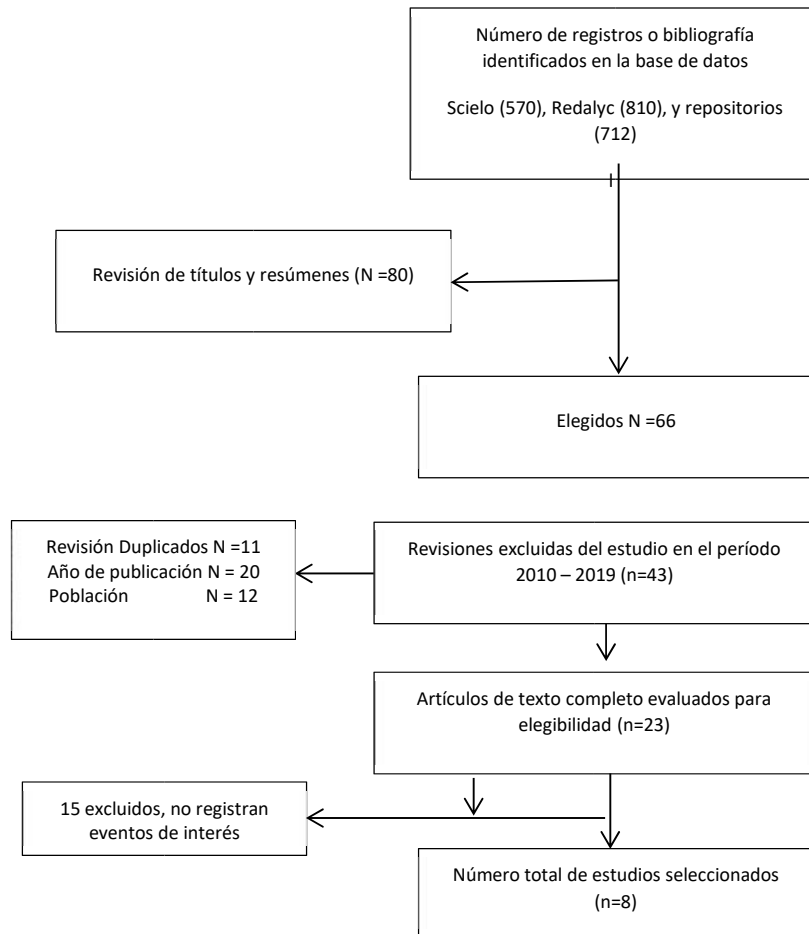 Número de registros o bibliografía
identificados en la base de datos
Scielo (570), Redalyc (810), y repositorios
(712)
Revisión de títulos y resúmenes (N =80)
Elegidos N =66
Revisión Duplicados N =11
Año de publicación N = 20
Población N = 12
Revisiones excluidas del estudio en el período
2010 – 2019 (n=43)
Artículos de texto completo evaluados para
elegibilidad (n=23)
15 excluidos, no registran
eventos de interés
Número total de estudios seleccionados
(n=8)